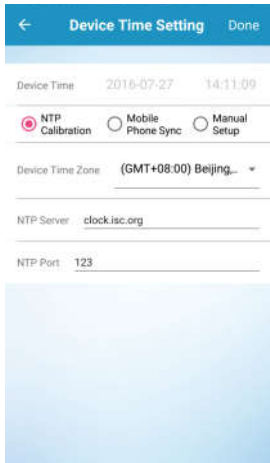 Device Time Setting Done
Device Time 2016-07-27 14:11:09
NTP Calibration Mobile Phone Sync Manual Setup
Device Time Zone (GMT+08:00) Beijing,...
NTP Server clock.isc.org
NTP Port 123